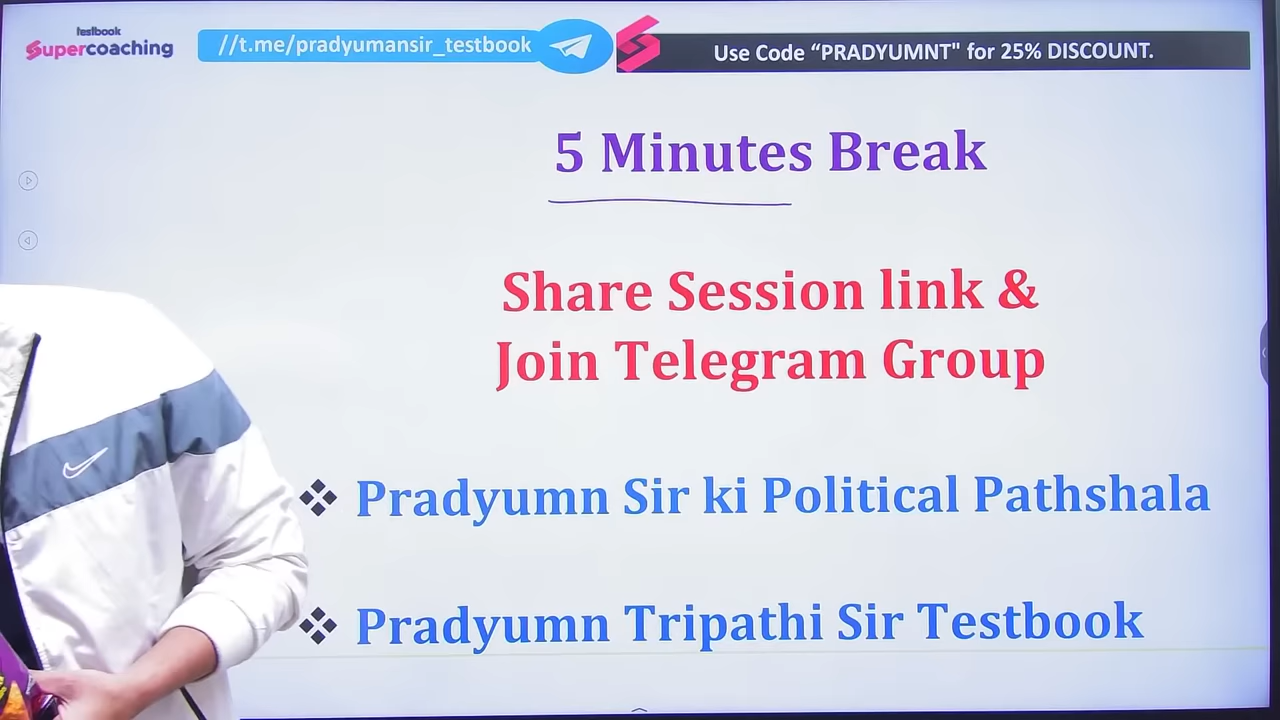 testbook
Supercoaching
//t.me/pradyumansir_testbook
Use Code “PRADYUMNT" for 25% DISCOUNT.
5 Minutes Break
Share Session link &
Join Telegram Group
❖ Pradyumn Sir ki Political Pathshala
❖ Pradyumn Tripathi Sir Testbook